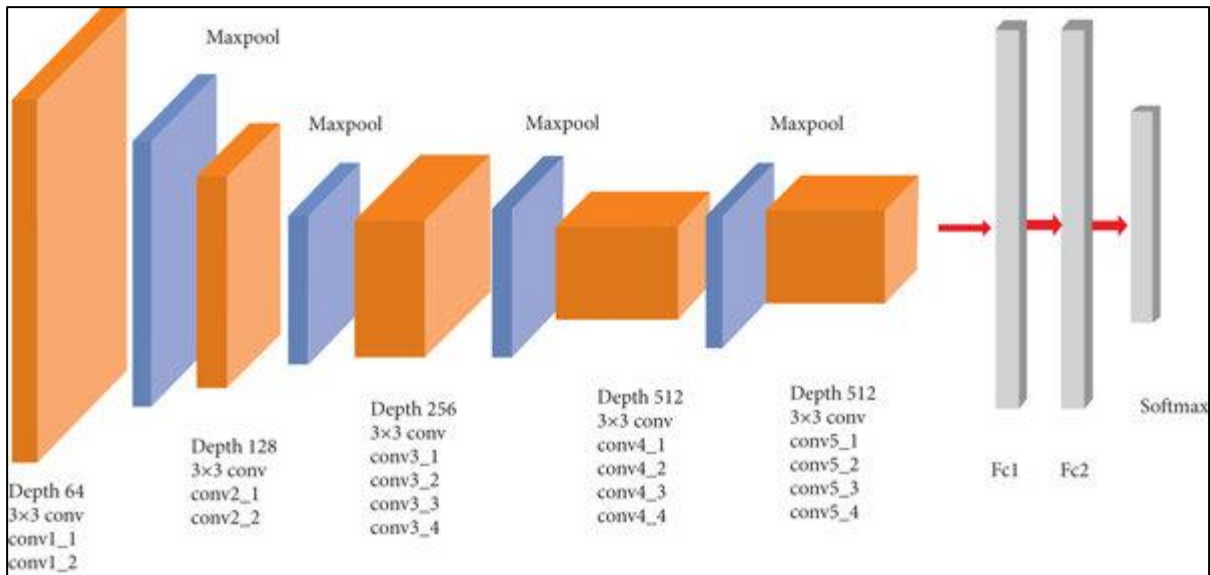 Maxpool
Maxpool
Maxpool
Maxpool
Depth 64
3×3 conv
conv1_1
conv1_2
Depth 128
3×3 conv
conv2_1
conv2_2
Depth 256
3×3 conv
conv3_1
conv3_2
conv3_3
conv3_4
Depth 512
3×3 conv
conv4_1
conv4_2
conv4_3
conv4_4
Depth 512
3×3 conv
conv5_1
conv5_2
conv5_3
conv5_4
Fc1
Fc2
Softmax